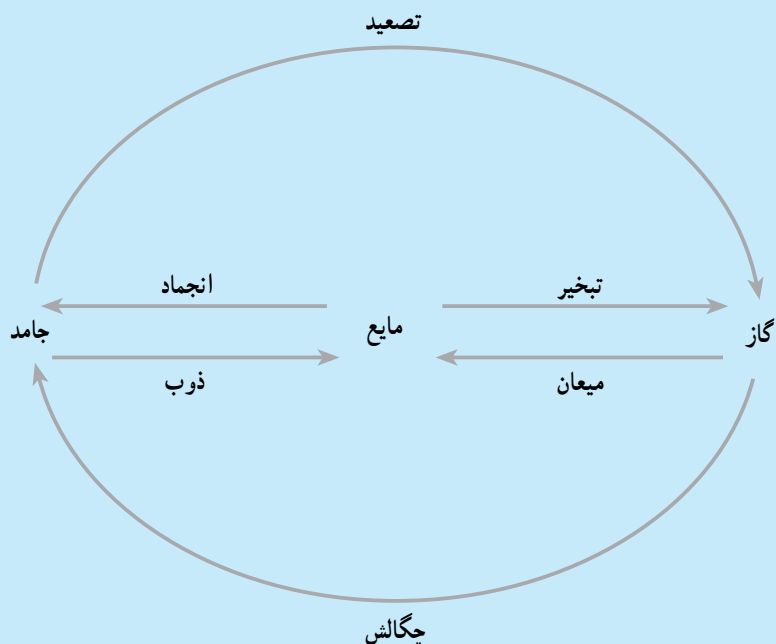 تصعید
تبخیر
انجماد
گاز
مایع
جامد
میعان
ذوب
چگالش